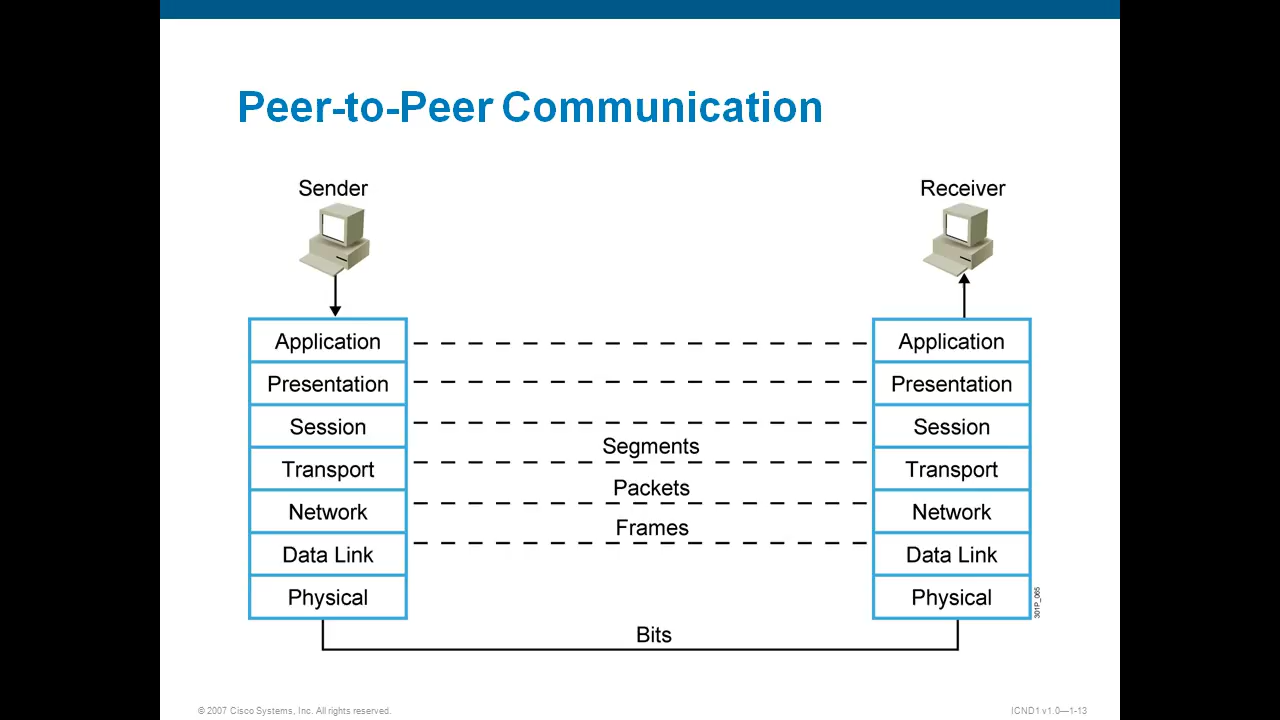 Peer-to-Peer Communication
Sender
Receiver
Application
Application
Presentation
Presentation
Session
Session
Segments
Transport
Transport
Packets
Network
Network
Frames
Data Link
Data Link
Physical
Physical
301P_065
Bits
© 2007 Cisco Systems, Inc. All rights reserved.
ICND1 v1.0—1-13